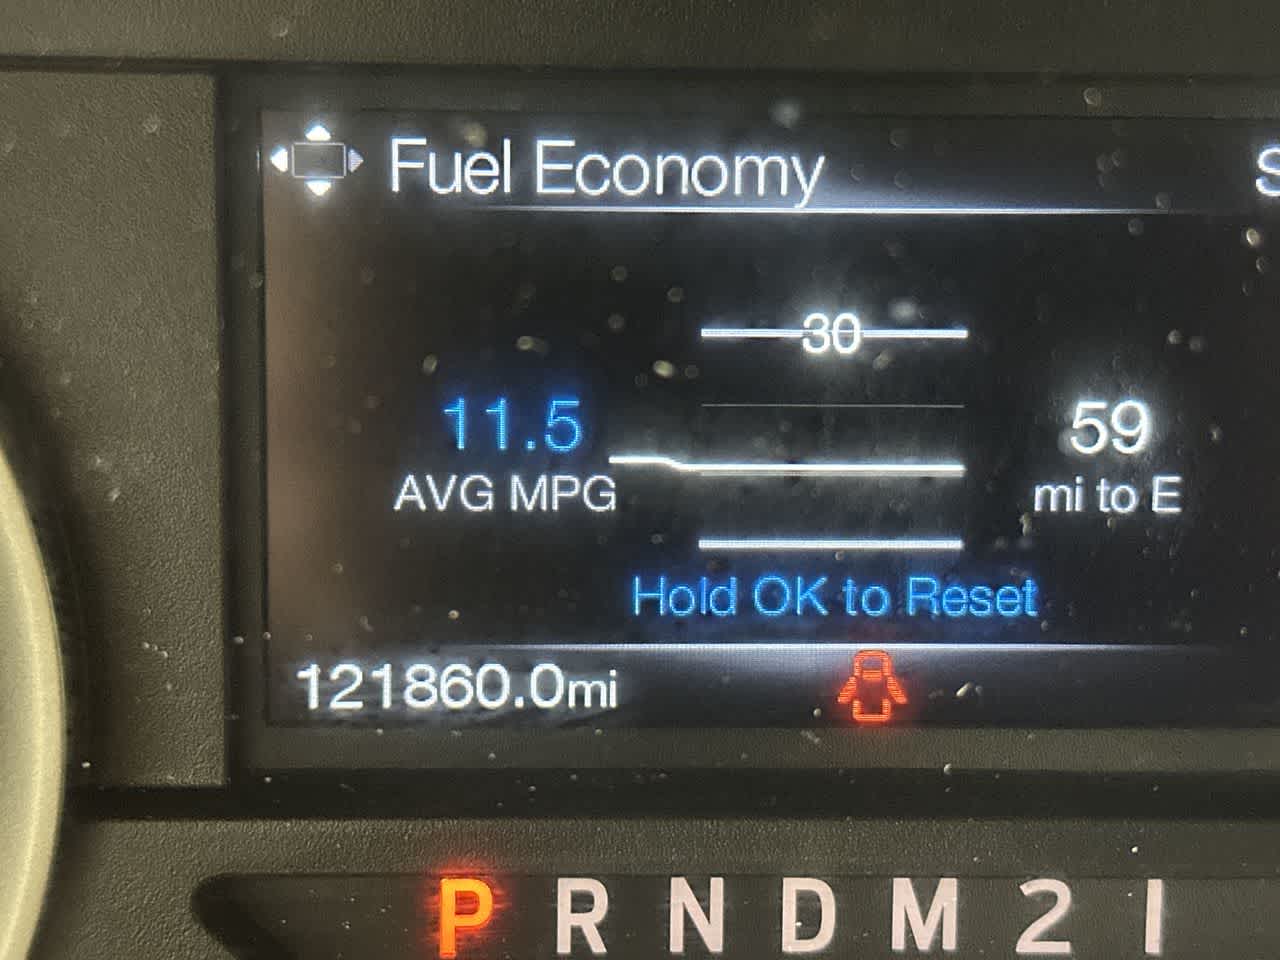 Fuel Economy
S
30
11.5
AVG MPG
59
mi to E
Hold OK to Reset
121860.0mi
P R N D M 2 1